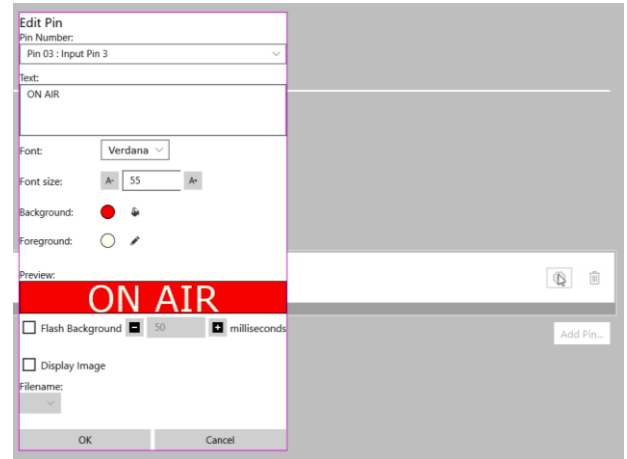 Edit Pin
Pin Number:
Pin 03 : Input Pin 3
Text:
ON AIR
Font:
Verdana
Font size:
A-
55
A+
Background:
Foreground:
Preview:
ON AIR
Flash Background
50
milliseconds
Add Pin...
Display Image
Filename:
OK
Cancel